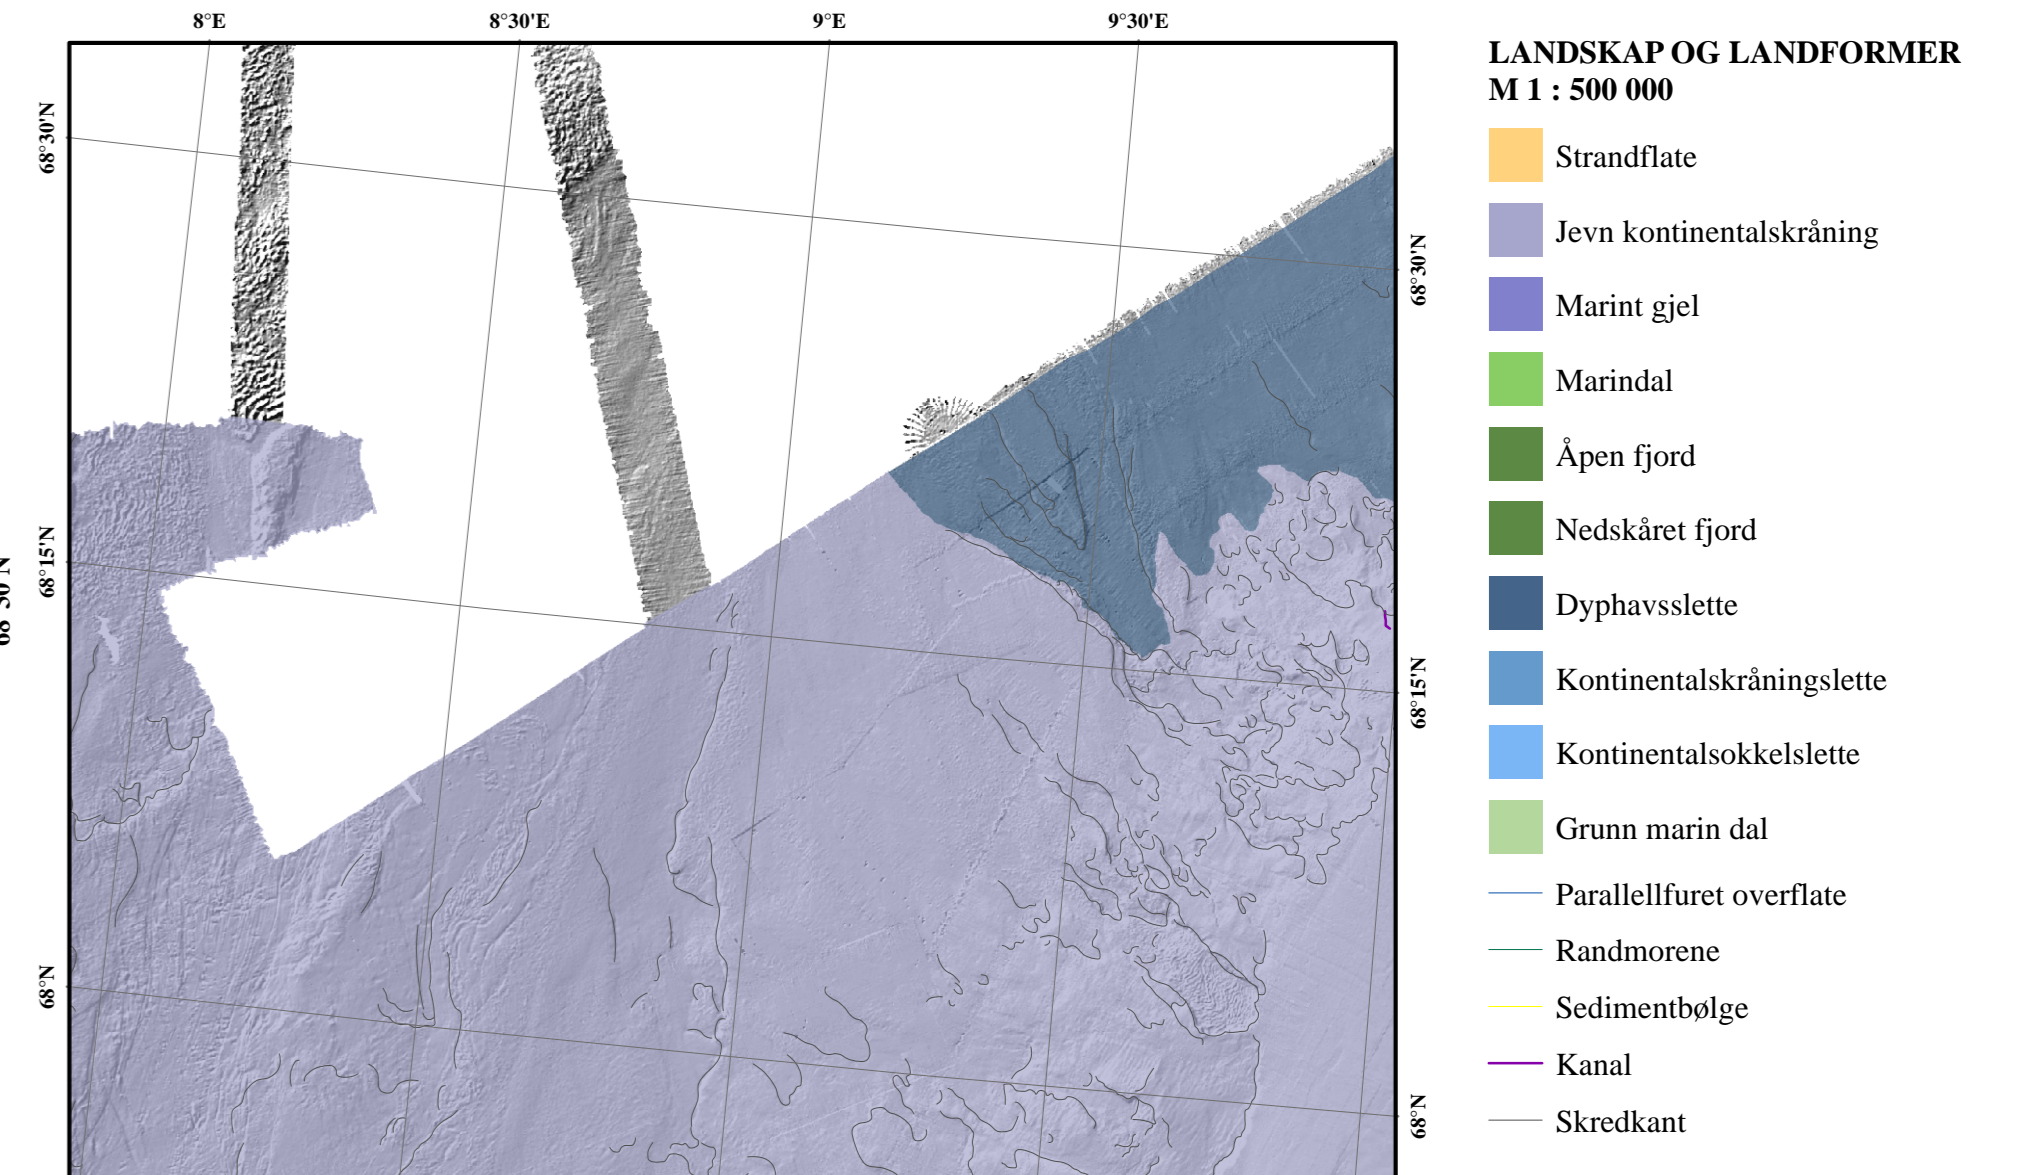 8°E
8°30'E
9°E
9°30'E
68°30'N
68°15'N
68°N
68°30'N
68°15'N
68°N
LANDSKAP OG LANDFORMER
M 1 : 500 000
Strandflate
Jevn kontinentalskråning
Marint gjel
Marindal
Åpen fjord
Nedskåret fjord
Dyphavsslette
Kontinentalskråningslette
Kontinentalsokkelslette
Grunn marin dal
Parallellfuret overflate
Randmorene
Sedimentbølge
Kanal
Skredkant